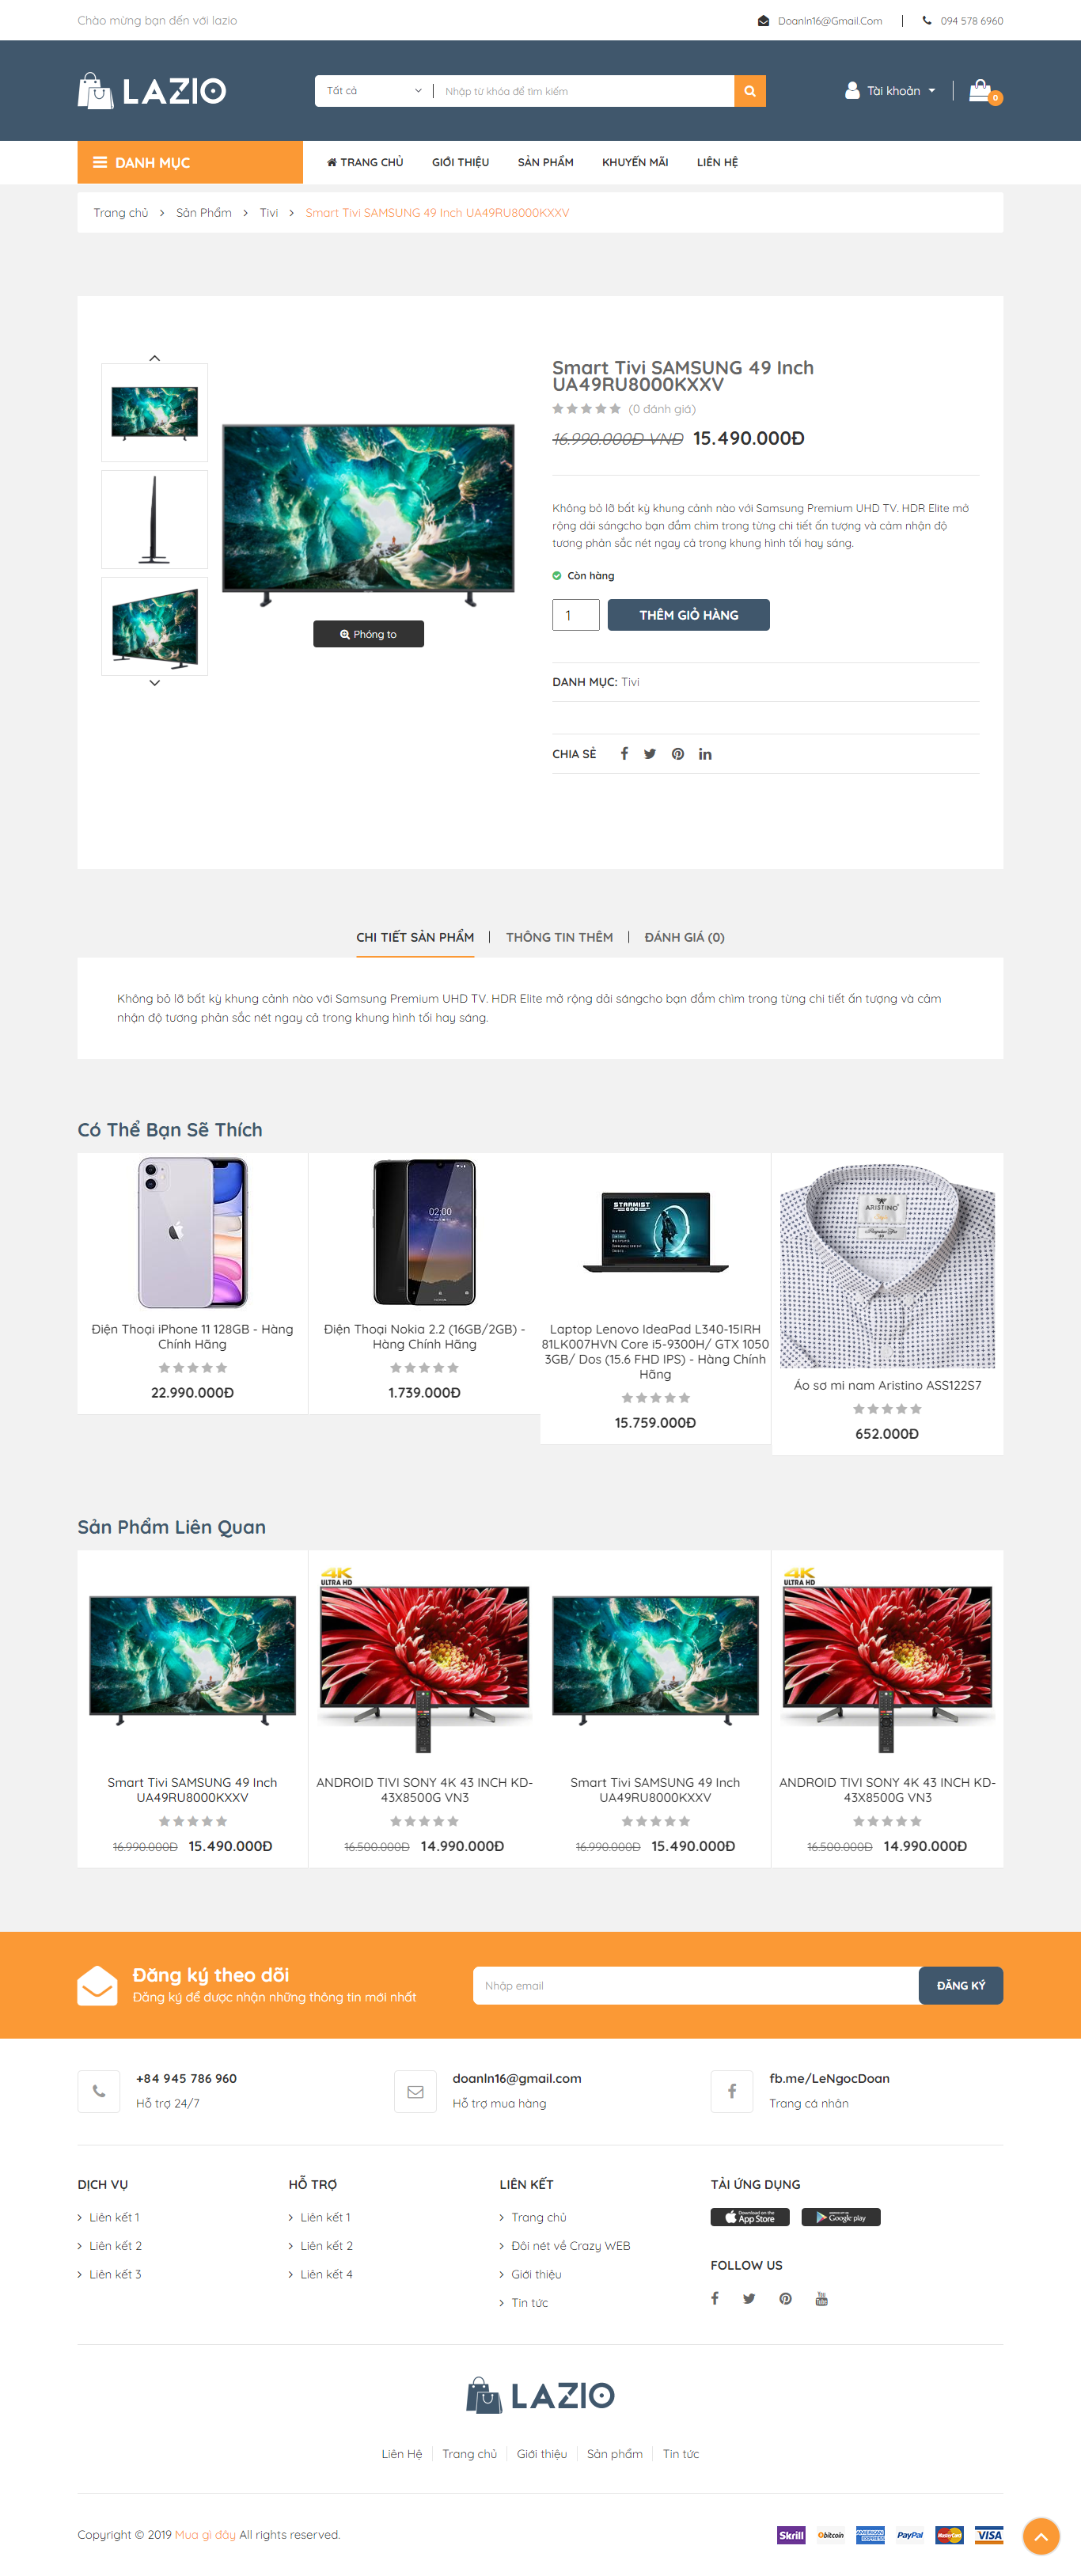 Chào mừng bạn đến với lazio
Doanln16@Gmail.Com
094 578 6960
LAZIO
Tất cả
Nhập từ khóa để tìm kiếm
Tài khoản
0
DANH MỤC
TRANG CHỦ
GIỚI THIỆU
SẢN PHẨM
KHUYẾN MÃI
LIÊN HỆ
Trang chủ
Sản Phẩm
Tivi
Smart Tivi SAMSUNG 49 Inch UA49RU8000KXXV
Smart Tivi SAMSUNG 49 Inch
UA49RU8000KXXV
(0 đánh giá)
16.990.000Đ VNĐ 15.490.000Đ
Không bỏ lỡ bất kỳ khung cảnh nào với Samsung Premium UHD TV. HDR Elite mở
rộng dải sángcho bạn đắm chìm trong từng chi tiết ấn tượng và cảm nhận độ
tương phản sắc nét ngay cả trong khung hình tối hay sáng.
Còn hàng
1
THÊM GIỎ HÀNG
Phóng to
DANH MỤC: Tivi
CHIA SẺ
CHI TIẾT SẢN PHẨM
THÔNG TIN THÊM
ĐÁNH GIÁ (0)
Không bỏ lỡ bất kỳ khung cảnh nào với Samsung Premium UHD TV. HDR Elite mở rộng dải sángcho bạn đắm chìm trong từng chi tiết ấn tượng và cảm
nhận độ tương phản sắc nét ngay cả trong khung hình tối hay sáng.
Có Thể Bạn Sẽ Thích
02:00
ARISTINO
Điện Thoại iPhone 11 128GB - Hàng
Chính Hãng
22.990.000Đ
Điện Thoại Nokia 2.2 (16GB/2GB) -
Hàng Chính Hãng
1.739.000Đ
Laptop Lenovo IdeaPad L340-15IRH
81LK007HVN Core i5-9300H/ GTX 1050
3GB/ Dos (15.6 FHD IPS) - Hàng Chính
Hãng
15.759.000Đ
Áo sơ mi nam Aristino ASS122S7
652.000Đ
Sản Phẩm Liên Quan
4K
ULTRA HD
4K
ULTRA HD
Smart Tivi SAMSUNG 49 Inch
UA49RU8000KXXV
16.990.000Đ 15.490.000Đ
ANDROID TIVI SONY 4K 43 INCH KD-
43X8500G VN3
16.500.000Đ 14.990.000Đ
Smart Tivi SAMSUNG 49 Inch
UA49RU8000KXXV
16.990.000Đ 15.490.000Đ
ANDROID TIVI SONY 4K 43 INCH KD-
43X8500G VN3
16.500.000Đ 14.990.000Đ
Đăng ký theo dõi
Đăng ký để được nhận những thông tin mới nhất
Nhập email
ĐĂNG KÝ
+84 945 786 960
Hỗ trợ 24/7
doanln16@gmail.com
Hỗ trợ mua hàng
fb.me/LeNgocDoan
Trang cá nhân
DỊCH VỤ
Liên kết 1
Liên kết 2
Liên kết 3
HỖ TRỢ
Liên kết 1
Liên kết 2
Liên kết 4
LIÊN KẾT
Trang chủ
Đôi nét về Crazy WEB
Giới thiệu
Tin tức
TẢI ỨNG DỤNG
Download on the
App Store
Google play
FOLLOW US
LAZIO
Liên Hệ
Trang chủ
Giới thiệu
Sản phẩm
Tin tức
Copyright © 2019 Mua gì đây All rights reserved.
Skrill
bitcoin
AMERICAN EXPRESS
PayPal
MasterCard
VISA